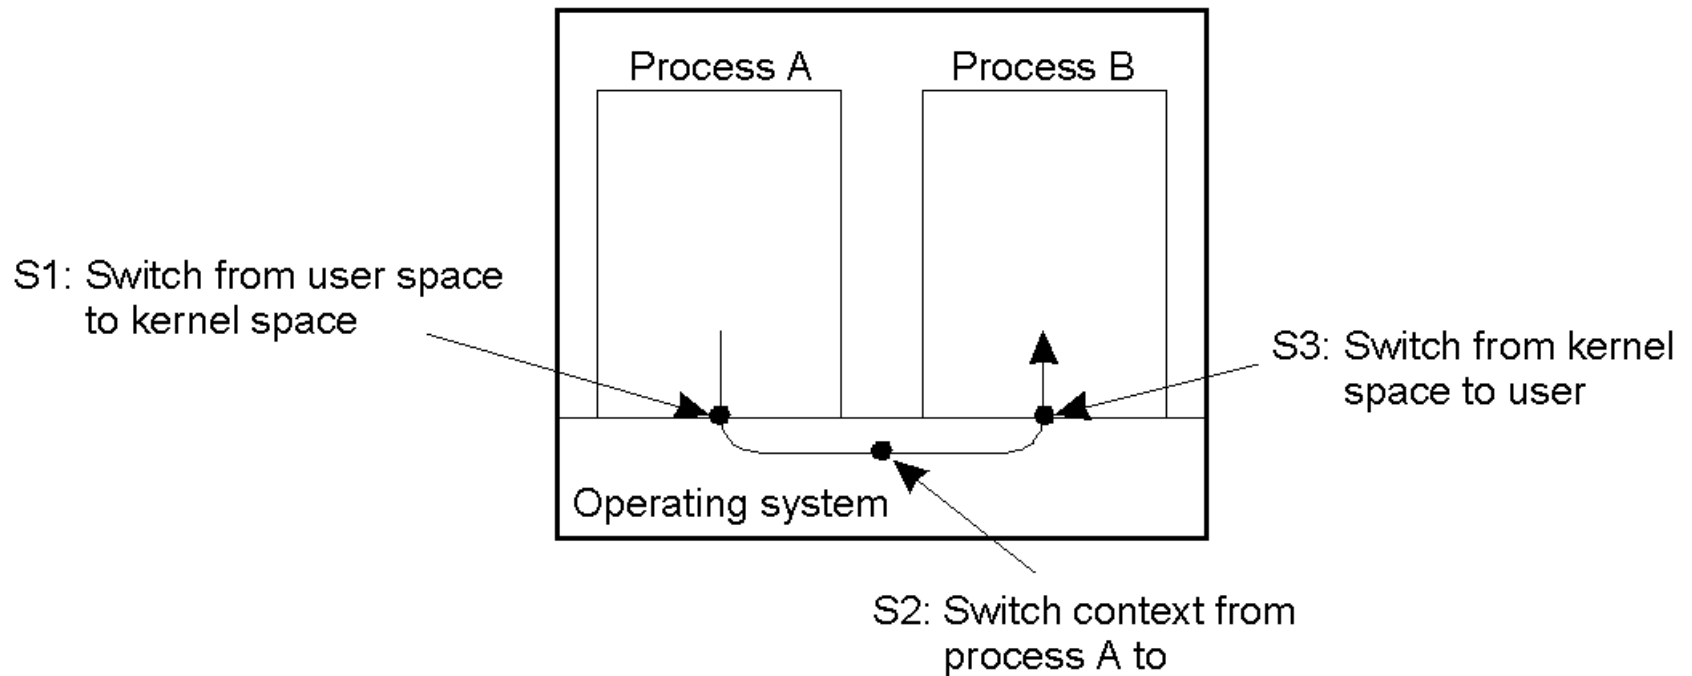 Process A
Process B
S1: Switch from user space
to kernel space
S3: Switch from kernel
space to user
Operating system
S2: Switch context from
process A to